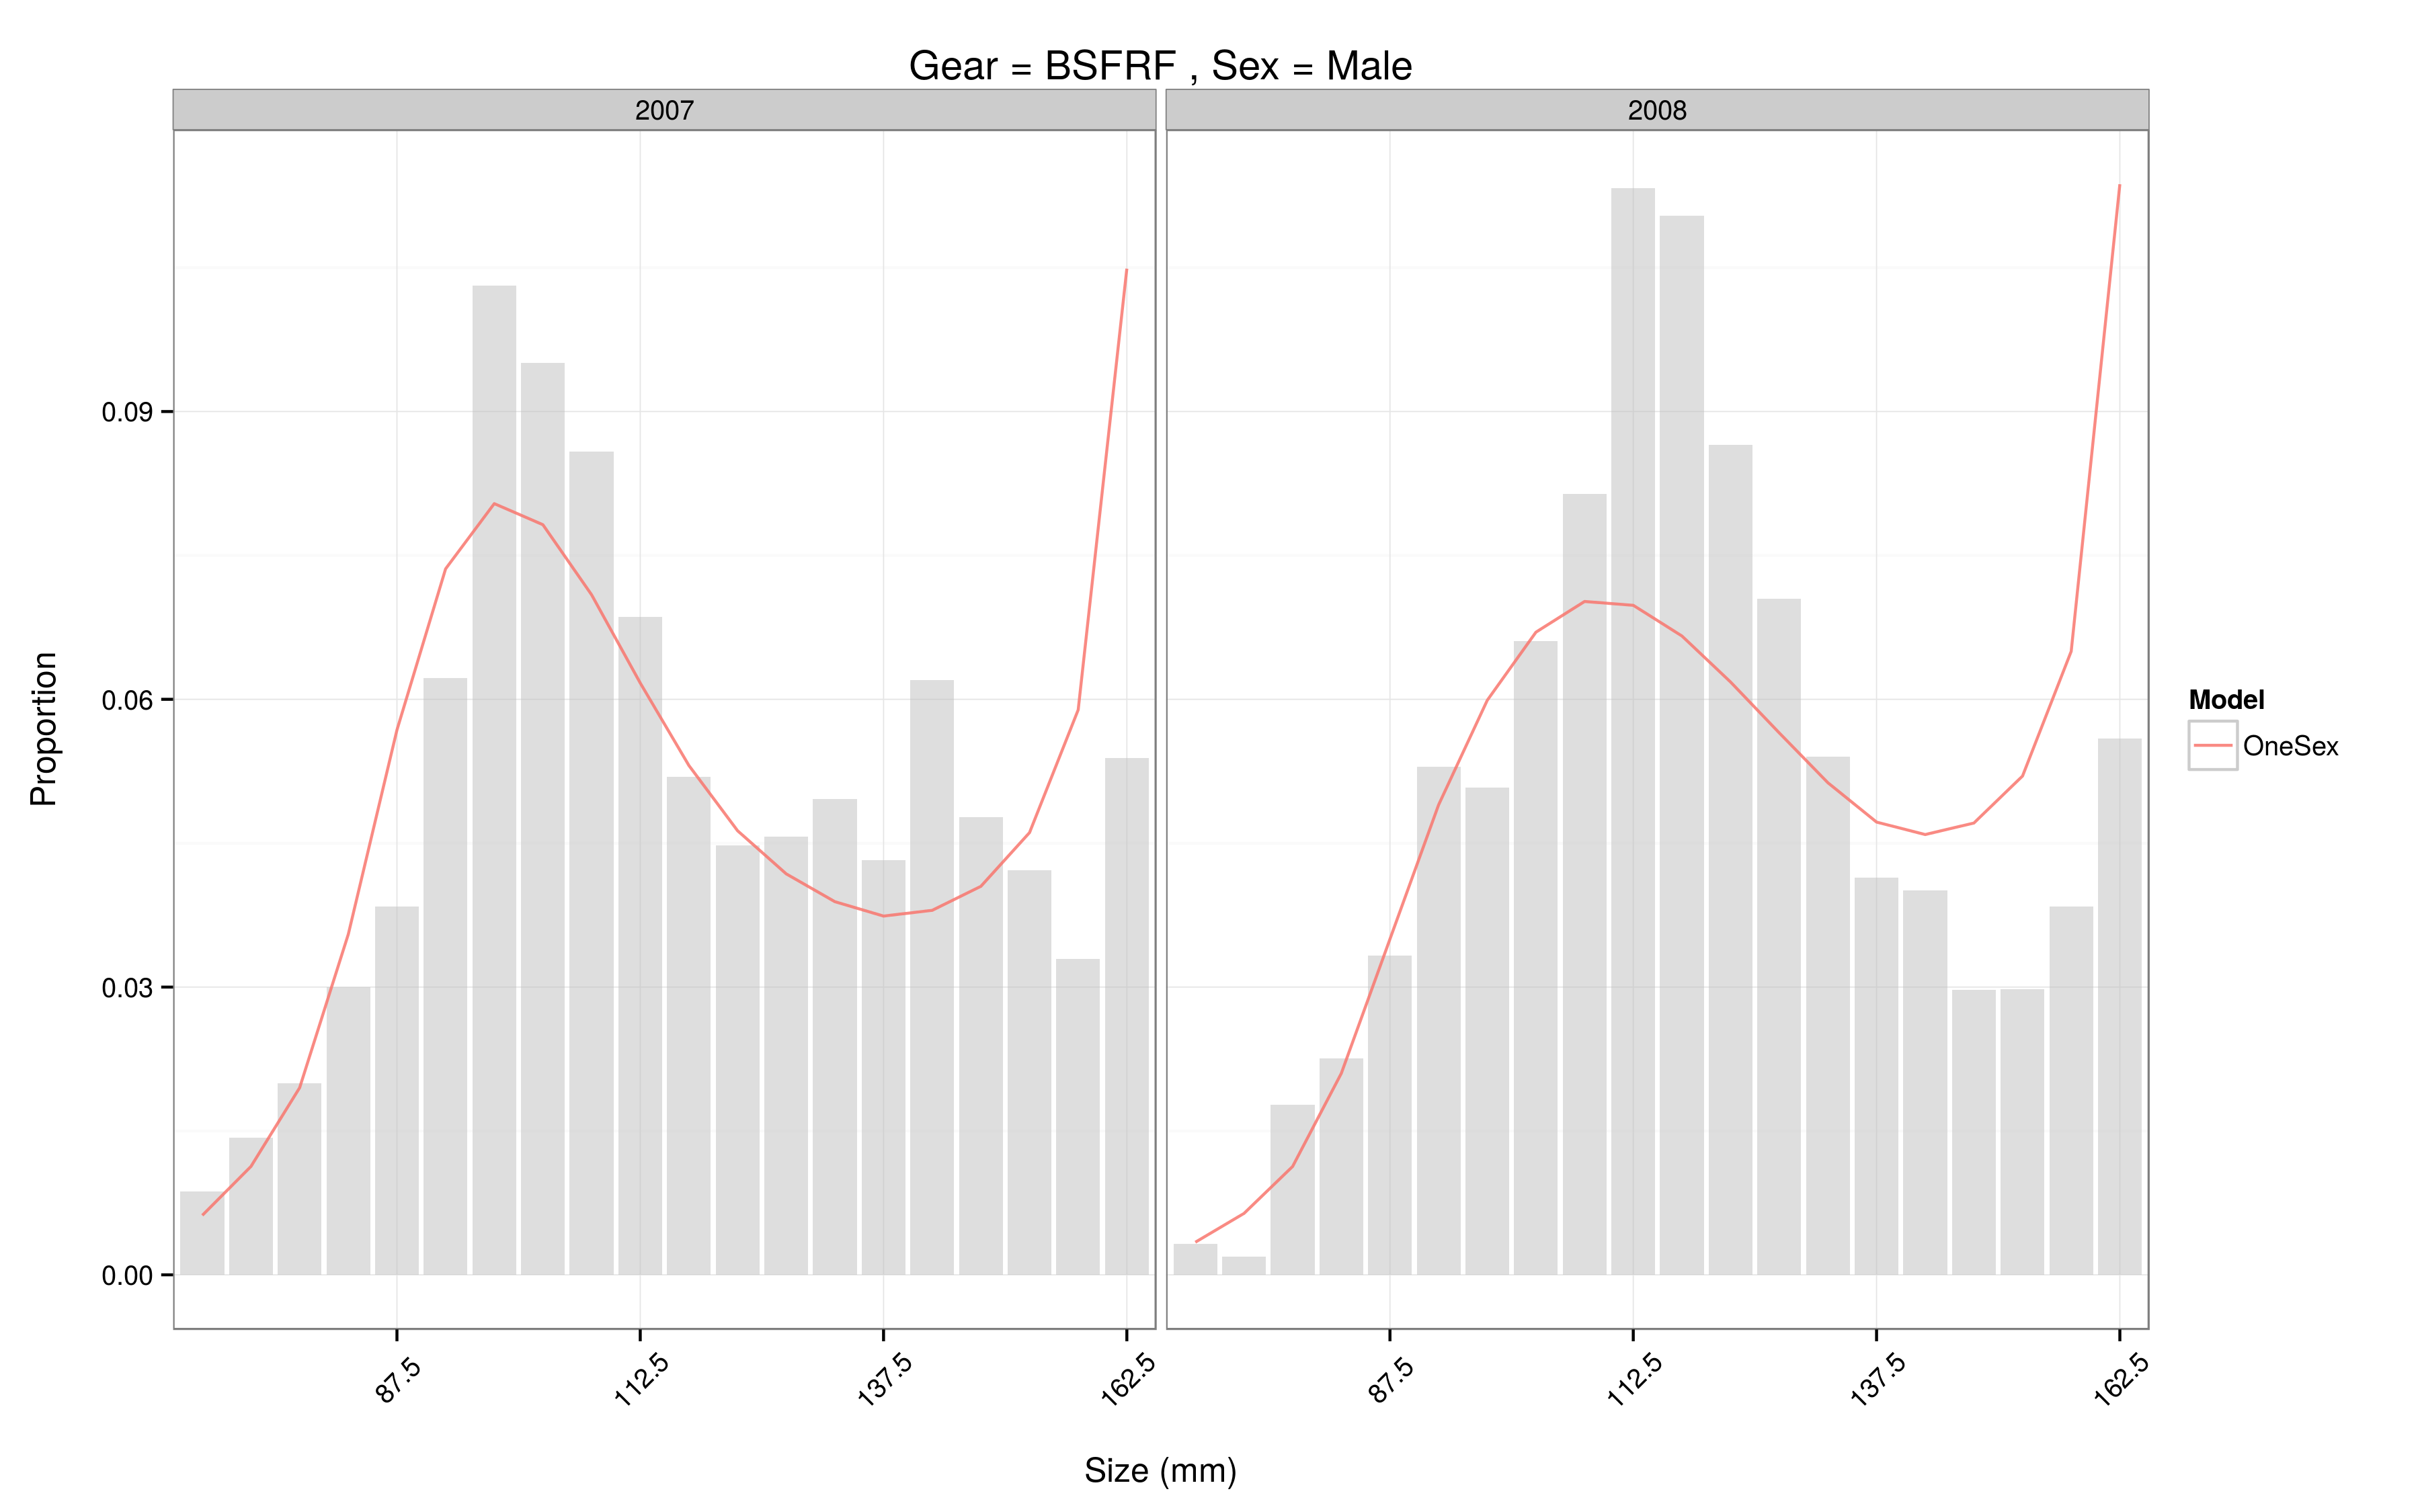 Gear = BSFRF , Sex = Male
2007
2008
0.09
0.06
0.03
0.00
Proportion
87.5
112.5
137.5
162.5
87.5
112.5
137.5
162.5
Size (mm)
Model
OneSex